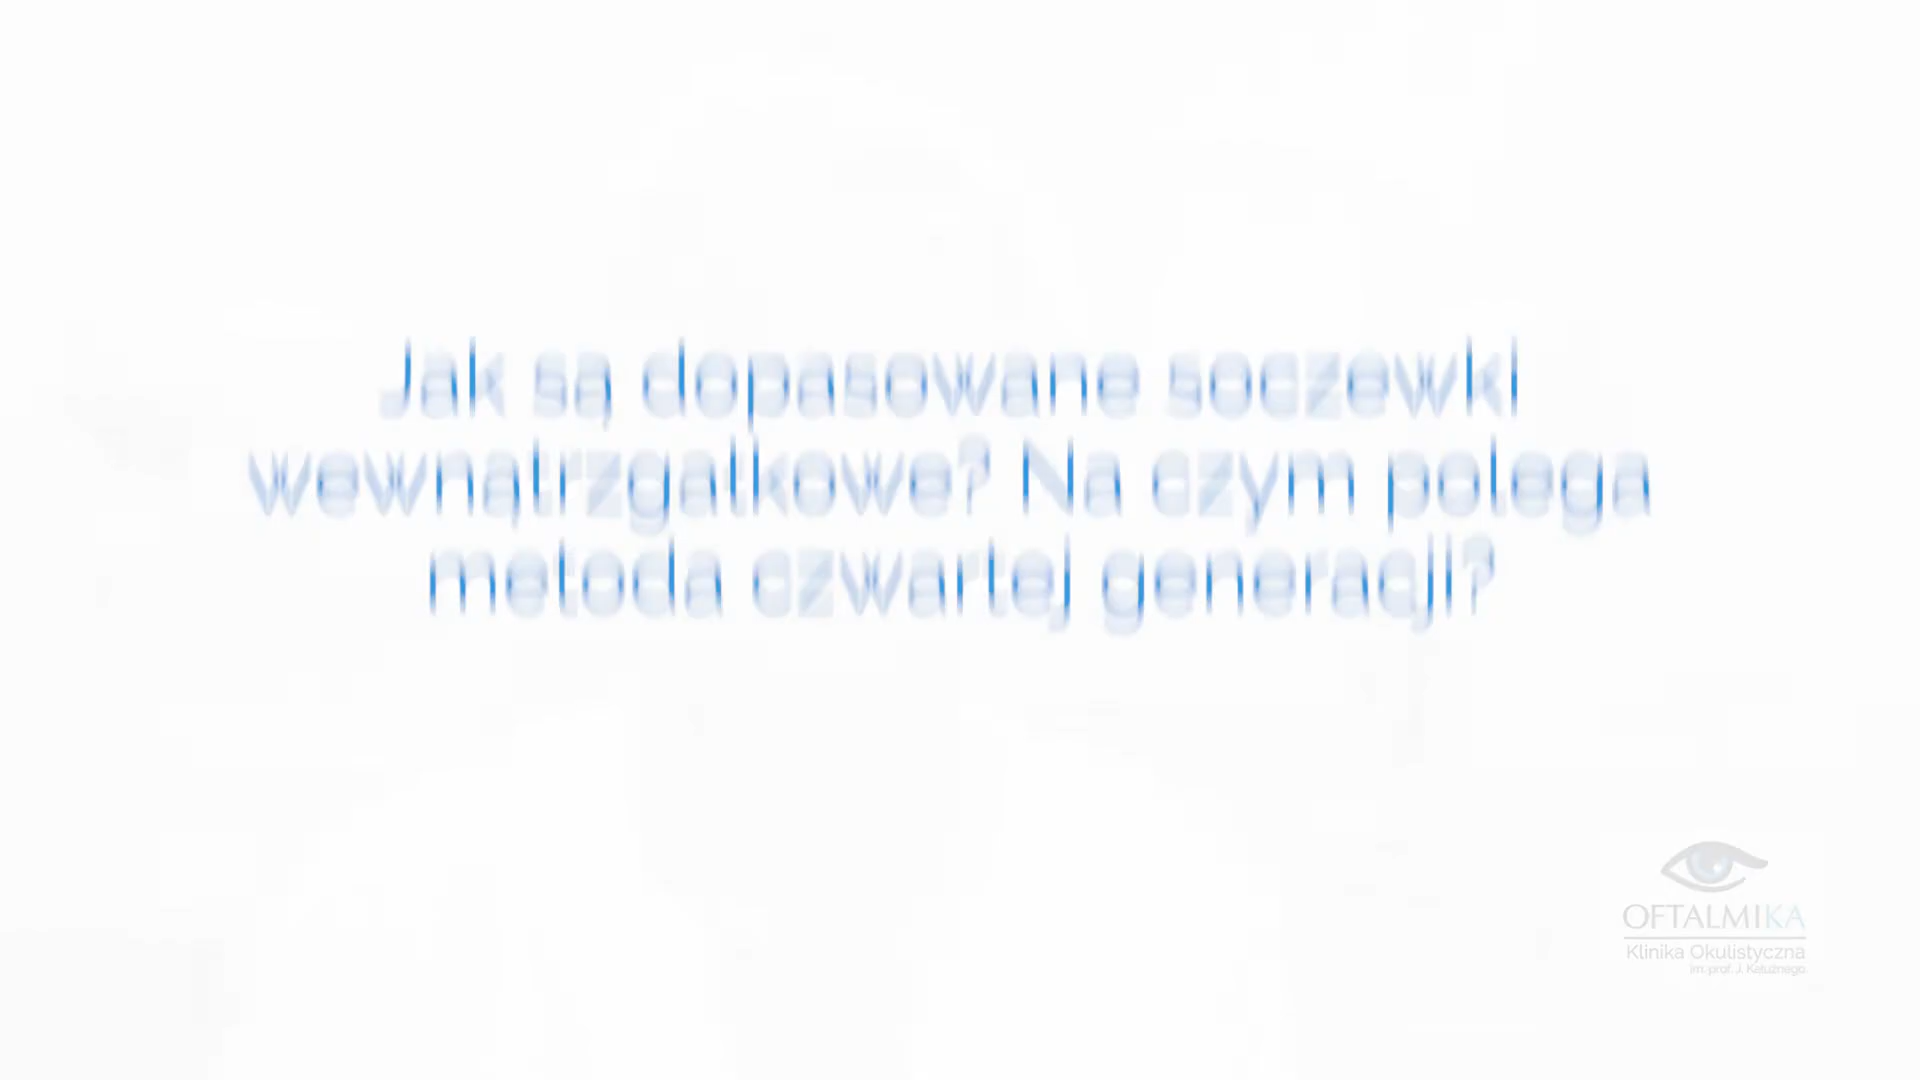 Jak są dopasowane soczewki
wewnątrzgałkowe? Na czym polega
metoda czwartej generacji?
OFTALMIKA
Klinika Okulistyczna
im. prof. J. Kałużnego